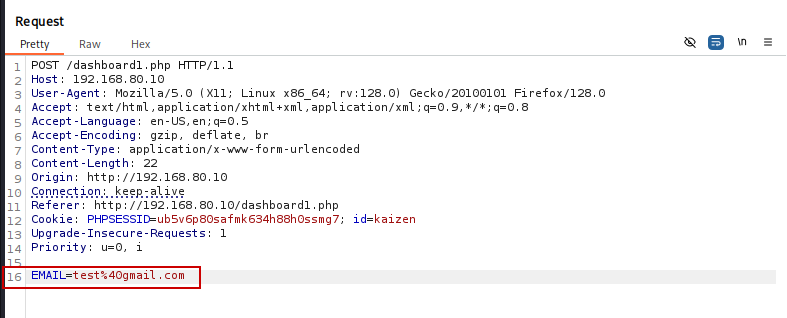 Request
Pretty Raw Hex \n
1 POST /dashboard1.php HTTP/1.1
2 Host: 192.168.80.10
3 User-Agent: Mozilla/5.0 (X11; Linux x86_64; rv:128.0) Gecko/20100101 Firefox/128.0
4 Accept: text/html,application/xhtml+xml,application/xml;q=0.9,*/*;q=0.8
5 Accept-Language: en-US,en;q=0.5
6 Accept-Encoding: gzip, deflate, br
7 Content-Type: application/x-www-form-urlencoded
8 Content-Length: 22
9 Origin: http://192.168.80.10
10 Connection: keep-alive
11 Referer: http://192.168.80.10/dashboard1.php
12 Cookie: PHPSESSID=ub5v6p80safmk634h88h0ssmg7; id=kaizen
13 Upgrade-Insecure-Requests: 1
14 Priority: u=0, i
15
16 EMAIL=test%40gmail.com